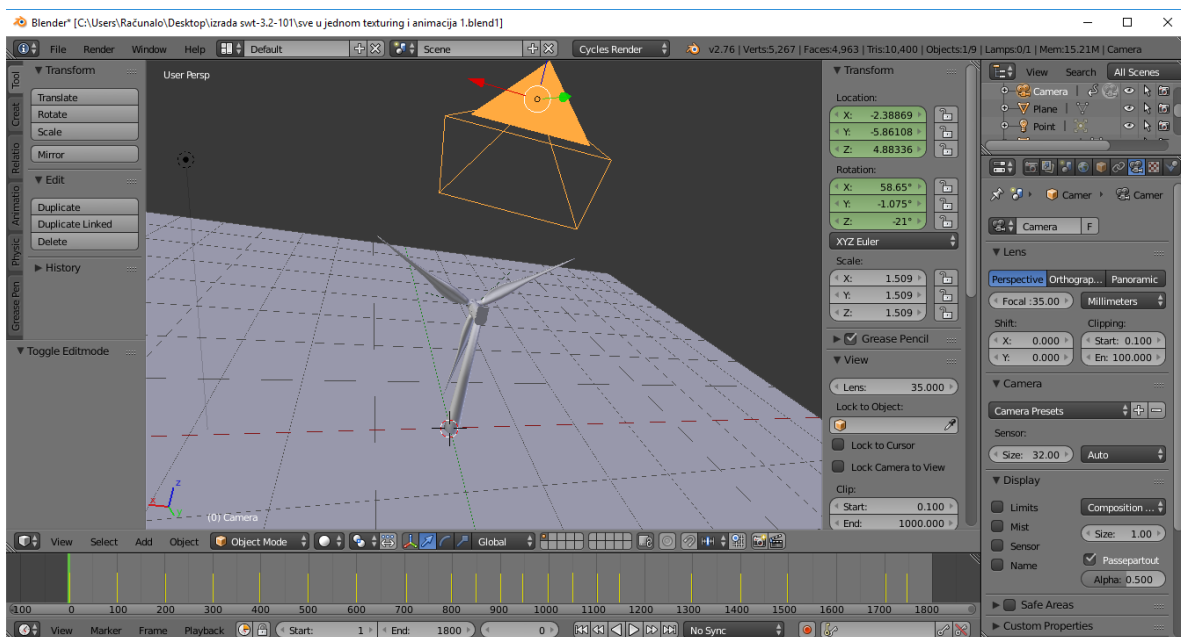 Blender* [C:\Users\Računalo\Desktop\izrada swt-3.2-101\sve u jednom texturing i animacija 1.blend1]
File Render Window Help Default Scene Cycles Render v2.76 | Verts:5,267 | Faces:4,963 | Tris:10,400 | Objects:1/9 | Lamps:0/1 | Mem:15.21M | Camera
Tool
Creat
Relatio
Animatio
Physic
Grease Pen
Transform
Translate
Rotate
Scale
Mirror
Edit
Duplicate
Duplicate Linked
Delete
History
Toggle Editmode
User Persp
z
x
y
(0) Camera
Transform
Location:
X: -2.38869
Y: -5.86108
Z: 4.88336
Rotation:
X: 58.65°
Y: -1.075°
Z: -21°
XYZ Euler
Scale:
X: 1.509
Y: 1.509
Z: 1.509
Grease Pencil
View
Lens: 35.000
Lock to Object:
Lock to Cursor
Lock Camera to View
Clip:
Start: 0.100
End: 1000.000
View Search All Scenes
Camera
Plane
Point
Camer Camer
Camera F
Lens
Perspective Orthograp... Panoramic
Focal :35.00 Millimeters
Shift: Clipping:
X: 0.000 Start: 0.100
Y: 0.000 En: 100.000
Camera
Camera Presets
Sensor:
Size: 32.00 Auto
Display
Limits Composition ...
Mist Size: 1.00
Sensor Passepartout
Name Alpha: 0.500
Safe Areas
Custom Properties
View Select Add Object Object Mode Global
-100 0 100 200 300 400 500 600 700 800 900 1000 1100 1200 1300 1400 1500 1600 1700 1800
View Marker Frame Playback Start: 1 End: 1800 0 No Sync